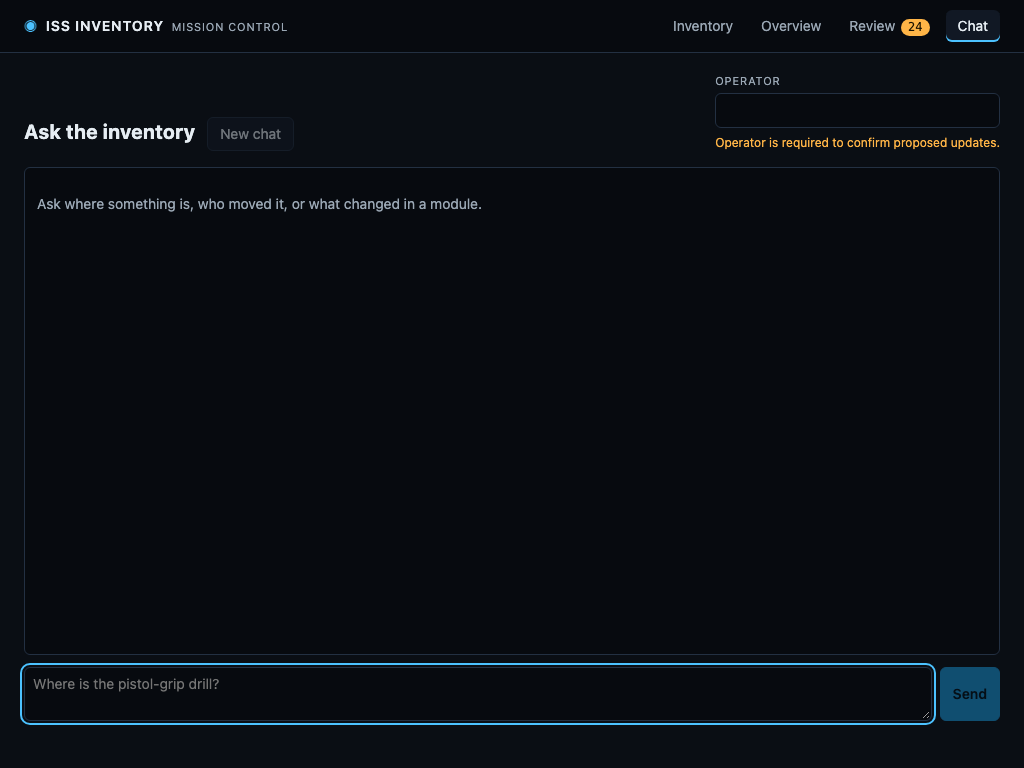 ISS INVENTORY MISSION CONTROL
Inventory
Overview
Review 24
Chat
OPERATOR
Ask the inventory
New chat
Operator is required to confirm proposed updates.
Ask where something is, who moved it, or what changed in a module.
Where is the pistol-grip drill?
Send